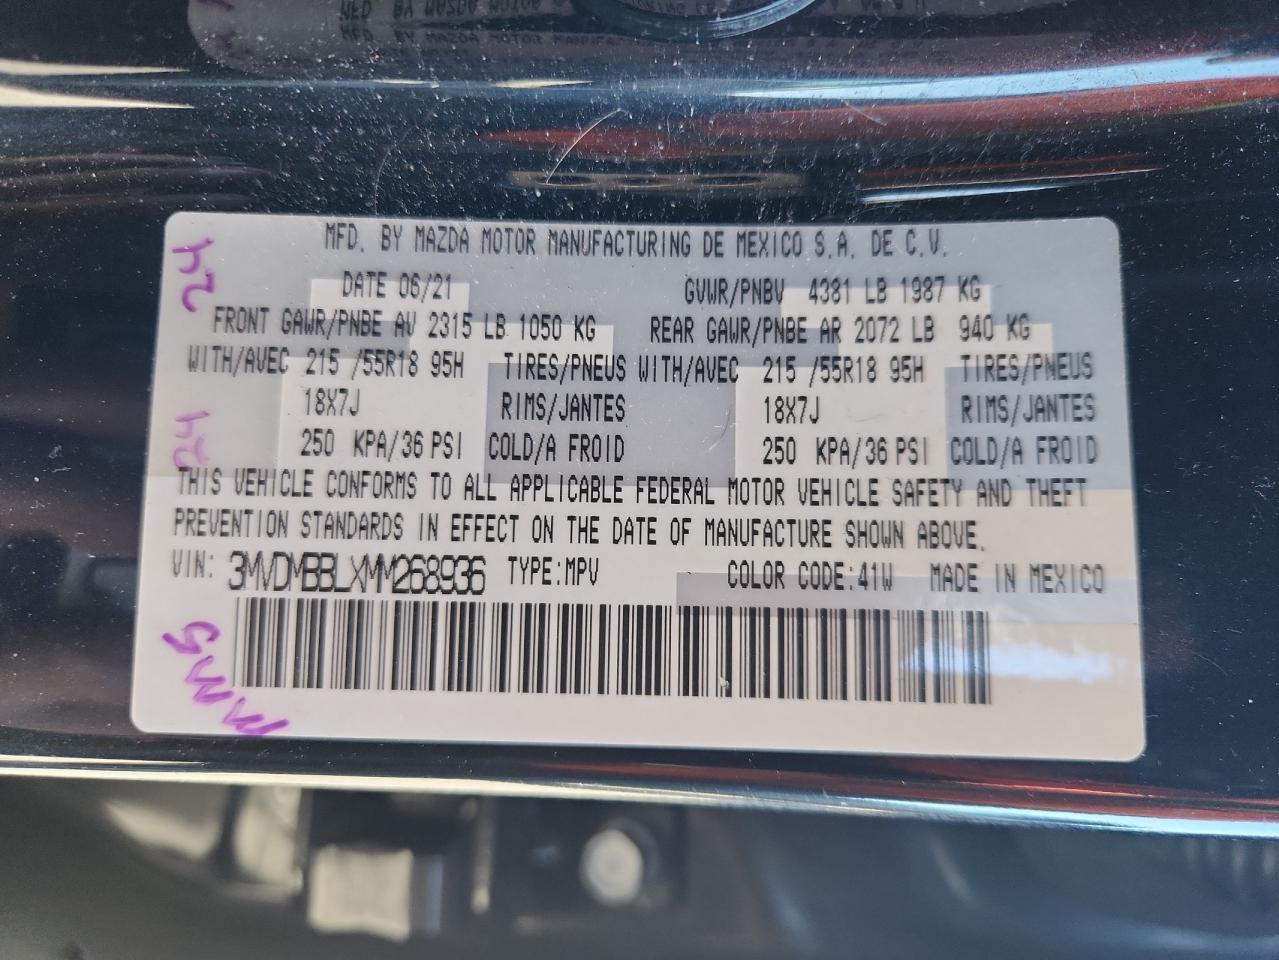 MFD. BY MAZDA MOTOR MANUFACTURING DE MEXICO S.A. DE C.V.
DATE 06/21 GVWR/PNBV 4381 LB 1987 KG
FRONT GAWR/PNBE AV 2315 LB 1050 KG REAR GAWR/PNBE AR 2072 LB 940 KG
WITH/AVEC 215 /55R18 95H TIRES/PNEUS WITH/AVEC 215 /55R18 95H TIRES/PNEUS
18X7J RIMS/JANTES 18X7J RIMS/JANTES
250 KPA/36 PSI COLD/A FROID 250 KPA/36 PSI COLD/A FROID
THIS VEHICLE CONFORMS TO ALL APPLICABLE FEDERAL MOTOR VEHICLE SAFETY AND THEFT
PREVENTION STANDARDS IN EFFECT ON THE DATE OF MANUFACTURE SHOWN ABOVE.
VIN: 3MVDMBBLXMM268936 TYPE:MPV COLOR CODE:41W MADE IN MEXICO
24
24